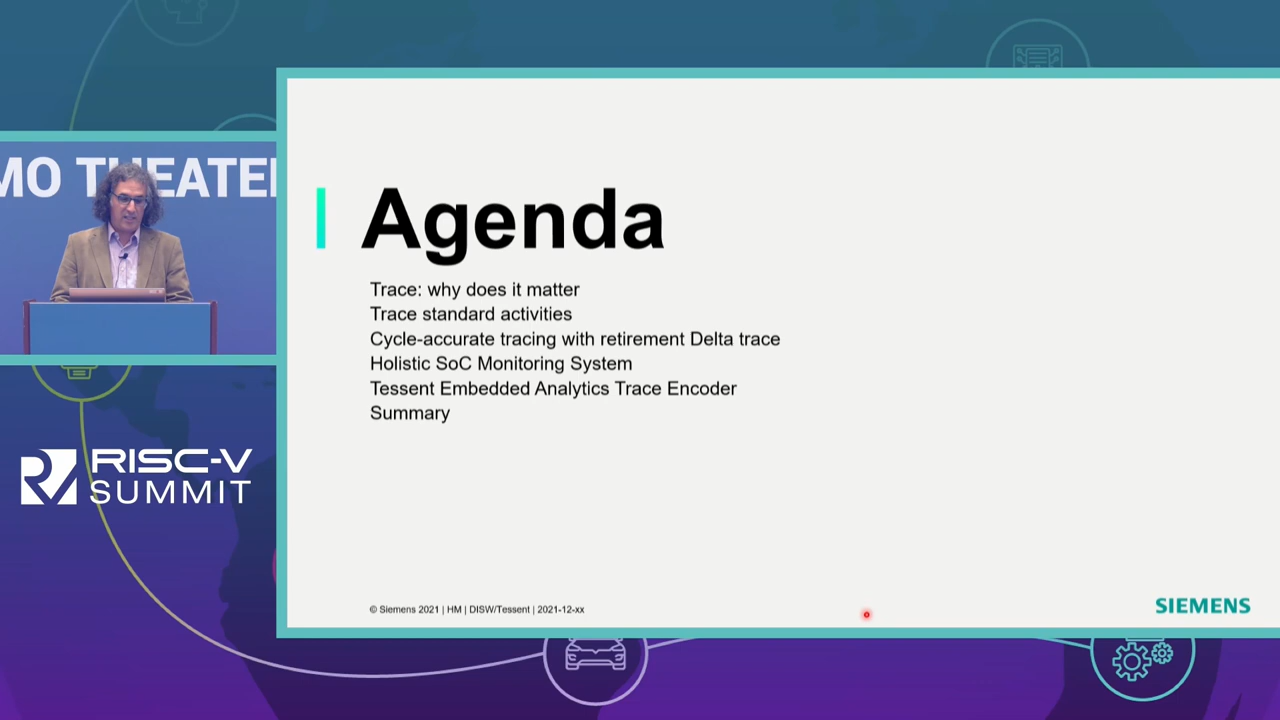 MO THEATE
RISC-V
SUMMIT
Agenda
Trace: why does it matter
Trace standard activities
Cycle-accurate tracing with retirement Delta trace
Holistic SoC Monitoring System
Tessent Embedded Analytics Trace Encoder
Summary
© Siemens 2021 | HM | DISW/Tessent | 2021-12-xx
SIEMENS